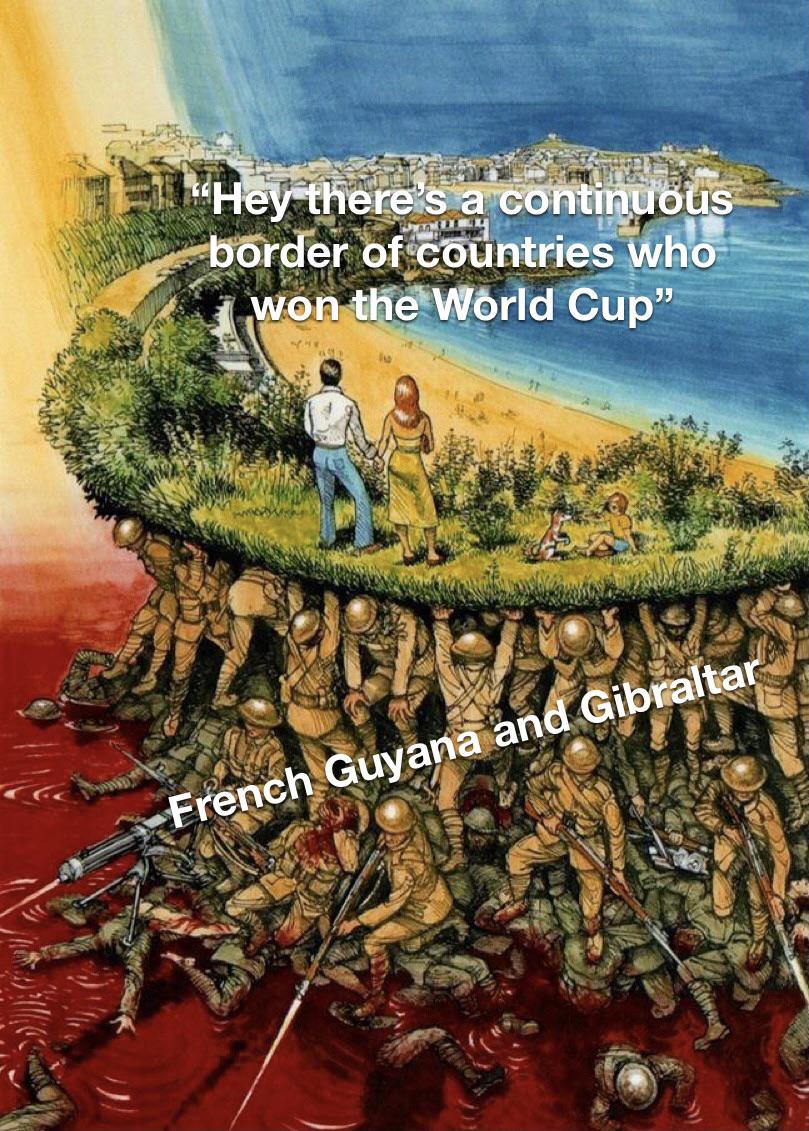 “Hey there’s a continuous
border of countries who
won the World Cup”
French Guyana and Gibraltar